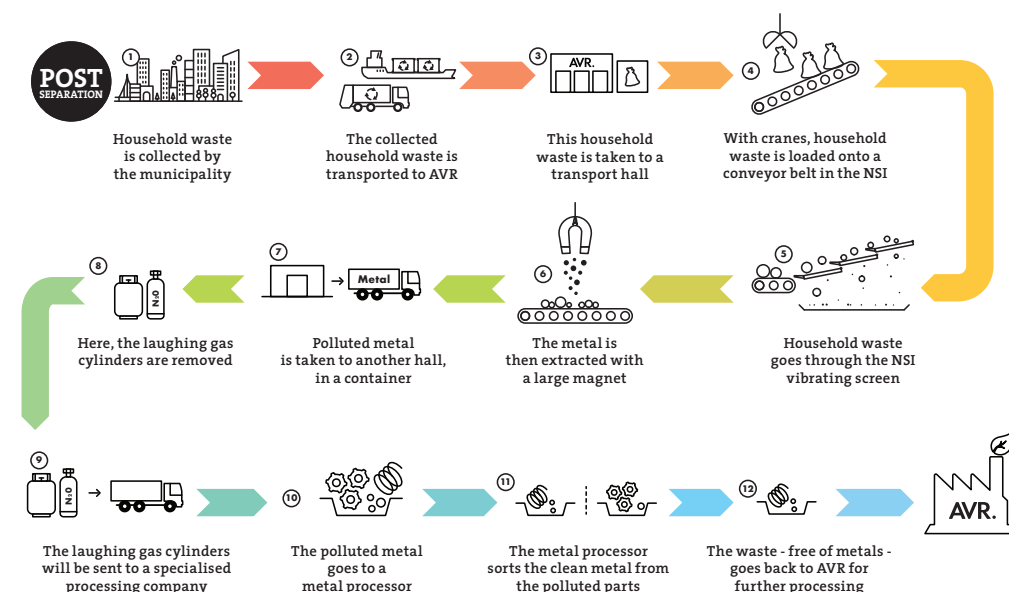 POST
SEPARATION
1
Household waste
is collected by
the municipality
2
The collected
household waste is
transported to AVR
3
AVR.
This household
waste is taken to a
transport hall
4
With cranes, household
waste is loaded onto a
conveyor belt in the NSI
5
Household waste
goes through the NSI
vibrating screen
6
The metal is
then extracted with
a large magnet
7
Metal
Polluted metal
is taken to another hall,
in a container
8
N₂O
Here, the laughing gas
cylinders are removed
9
N₂O
The laughing gas cylinders
will be sent to a specialised
processing company
10
The polluted metal
goes to a
metal processor
11
The metal processor
sorts the clean metal from
the polluted parts
12
The waste - free of metals -
goes back to AVR for
further processing
AVR.